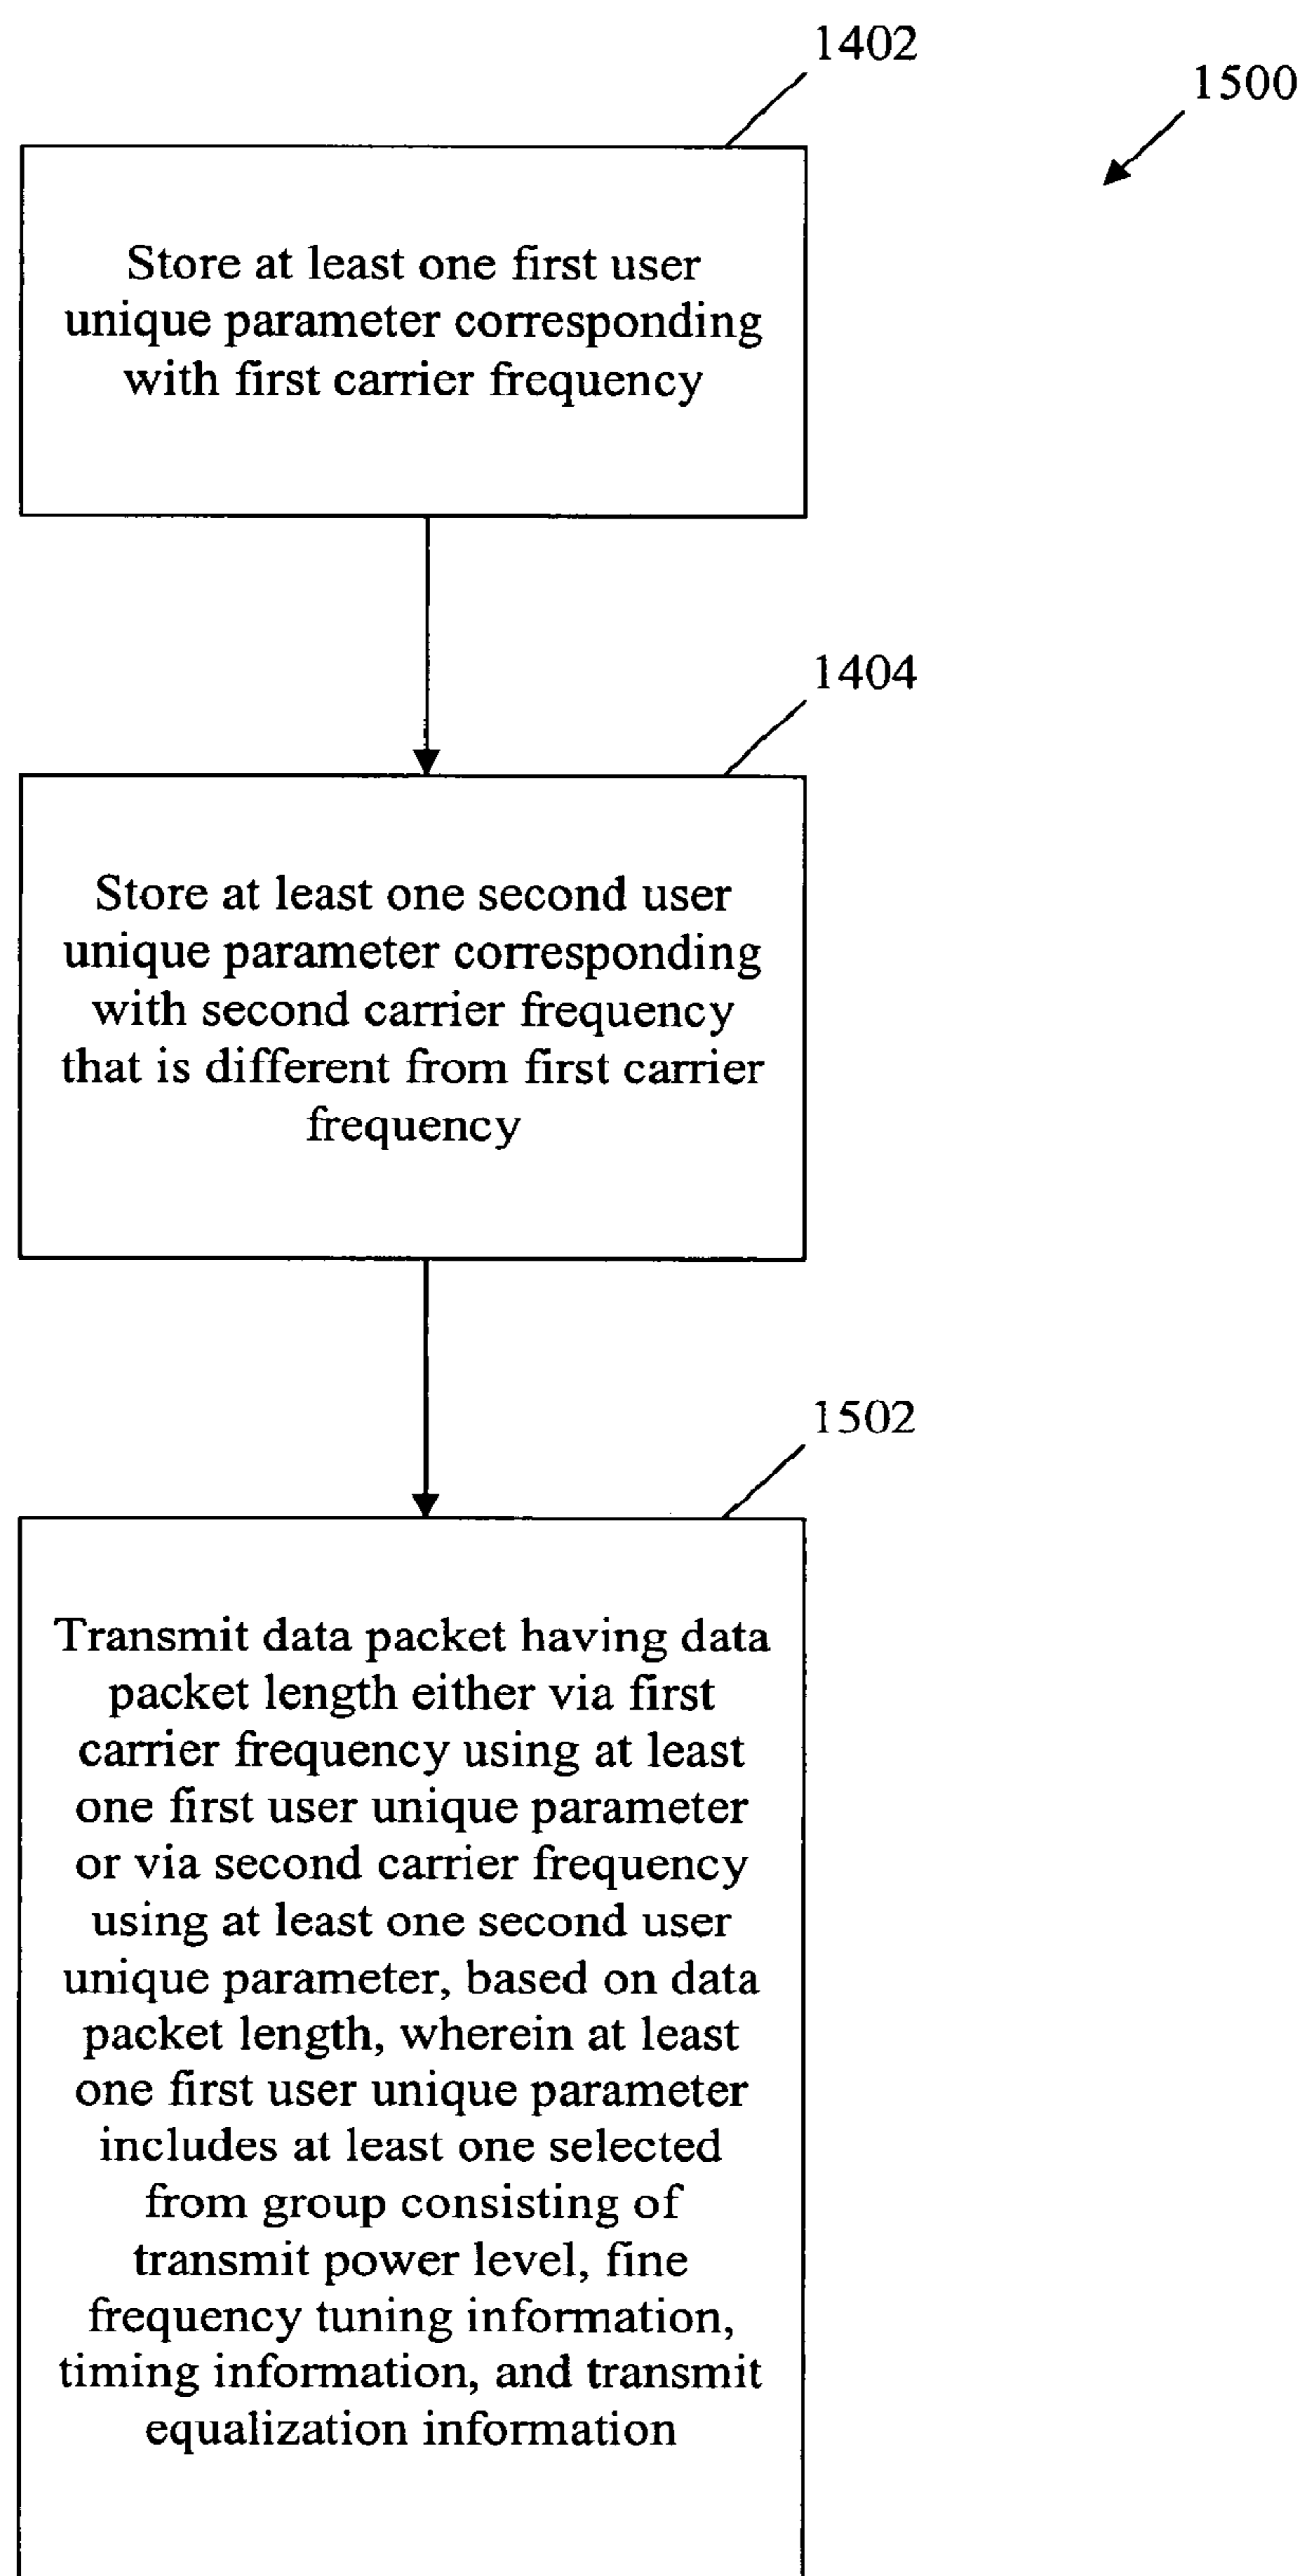 1402
1500
Store at least one first user
unique parameter corresponding
with first carrier frequency
1404
Store at least one second user
unique parameter corresponding
with second carrier frequency
that is different from first carrier
frequency
1502
Transmit data packet having data
packet length either via first
carrier frequency using at least
one first user unique parameter
or via second carrier frequency
using at least one second user
unique parameter, based on data
packet length, wherein at least
one first user unique parameter
includes at least one selected
from group consisting of
transmit power level, fine
frequency tuning information,
timing information, and transmit
equalization information